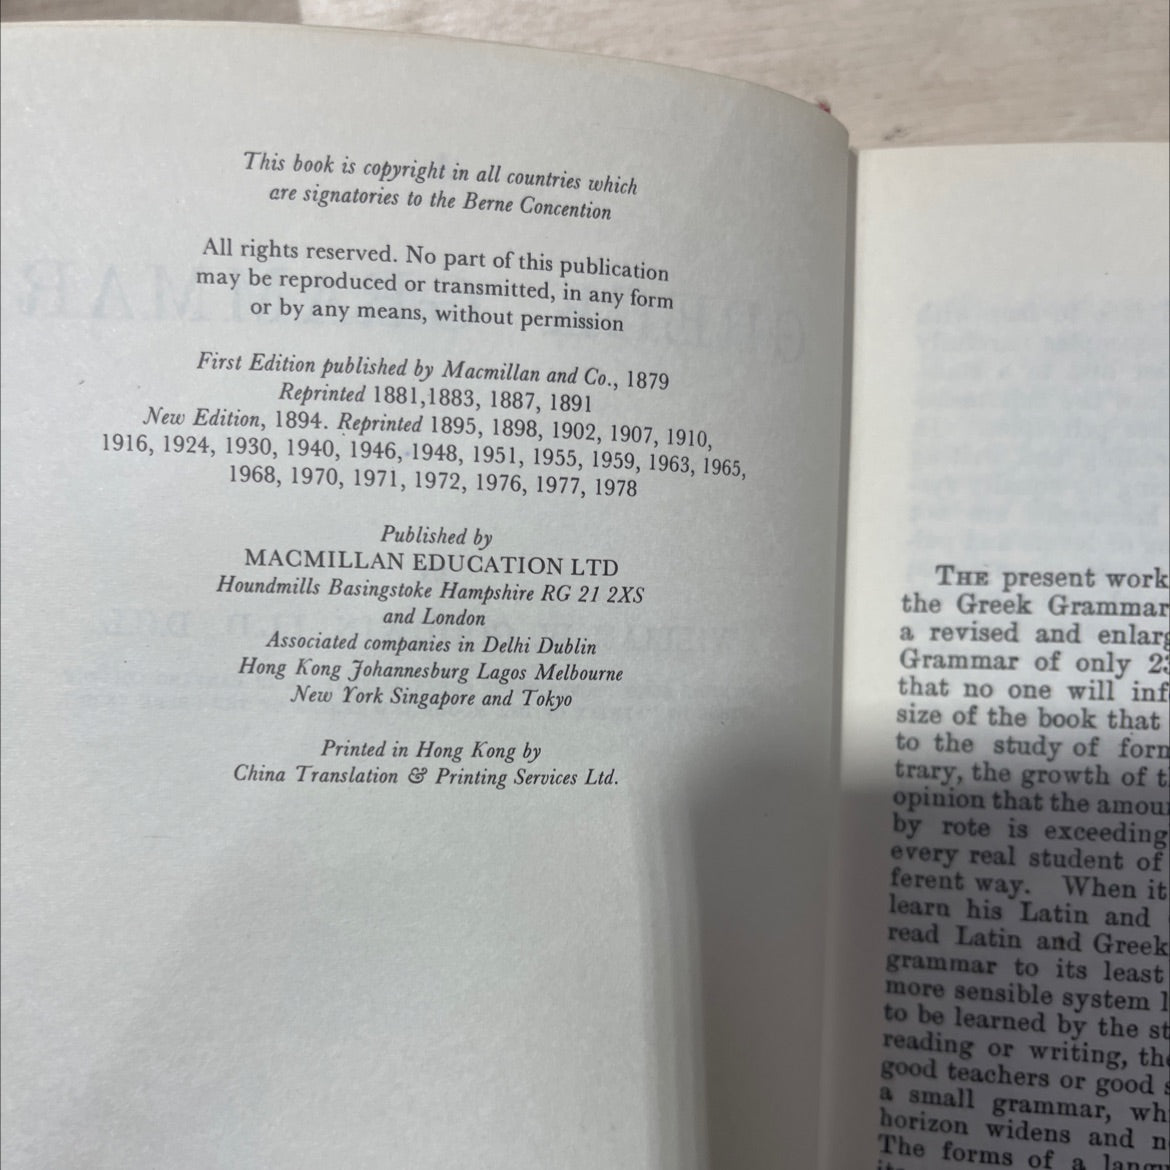 This book is copyright in all countries which
are signatories to the Berne Concention
All rights reserved. No part of this publication
may be reproduced or transmitted, in any form
or by any means, without permission
First Edition published by Macmillan and Co., 1879
Reprinted 1881,1883, 1887, 1891
New Edition, 1894. Reprinted 1895, 1898, 1902, 1907, 1910,
1916, 1924, 1930, 1940, 1946, 1948, 1951, 1955, 1959, 1963, 1965,
1968, 1970, 1971, 1972, 1976, 1977, 1978
Published by
MACMILLAN EDUCATION LTD
Houndmills Basingstoke Hampshire RG 21 2XS
and London
Associated companies in Delhi Dublin
Hong Kong Johannesburg Lagos Melbourne
New York Singapore and Tokyo
Printed in Hong Kong by
China Translation & Printing Services Ltd.
THE present work
the Greek Grammar
a revised and enlarg
Grammar of only 23
that no one will inf
size of the book that
to the study of form
trary, the growth of t
opinion that the amou
by rote is exceeding
every real student of
ferent way. When it
learn his Latin and
read Latin and Greek
grammar to its least
more sensible system l
to be learned by the st
reading or writing, the
good teachers or good s
a small grammar, wh
horizon widens and n
The forms of a lang